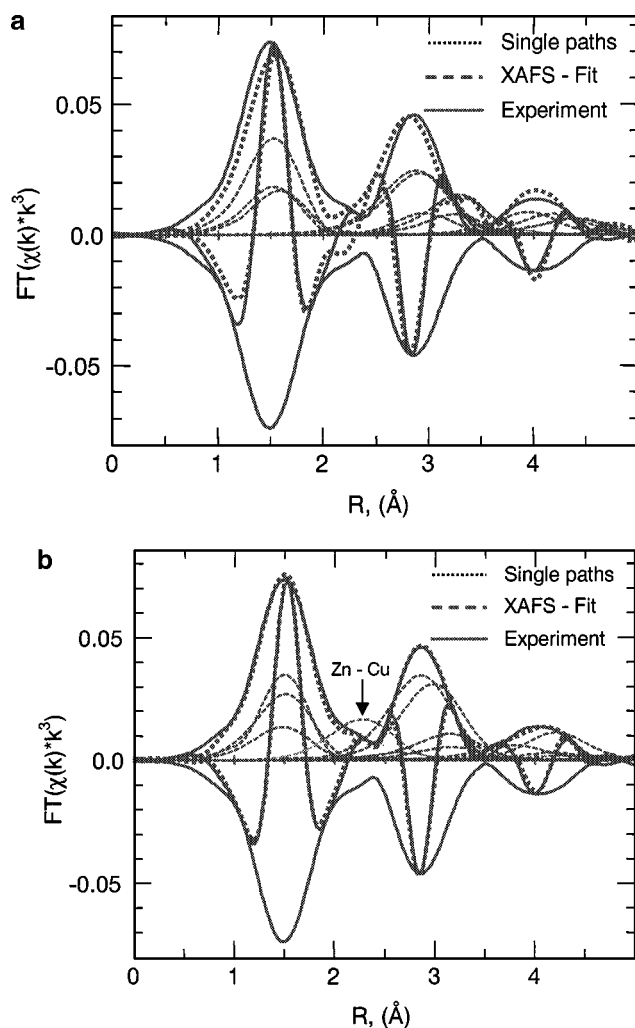 a
Single paths
XAFS - Fit
Experiment
0.05
0.0
-0.05
FT(χ(k)*k³)
0
1
2
3
4
R, (Å)
b
Single paths
XAFS - Fit
Experiment
Zn - Cu
0.05
0.0
-0.05
FT(χ(k)*k³)
0
1
2
3
4
R, (Å)